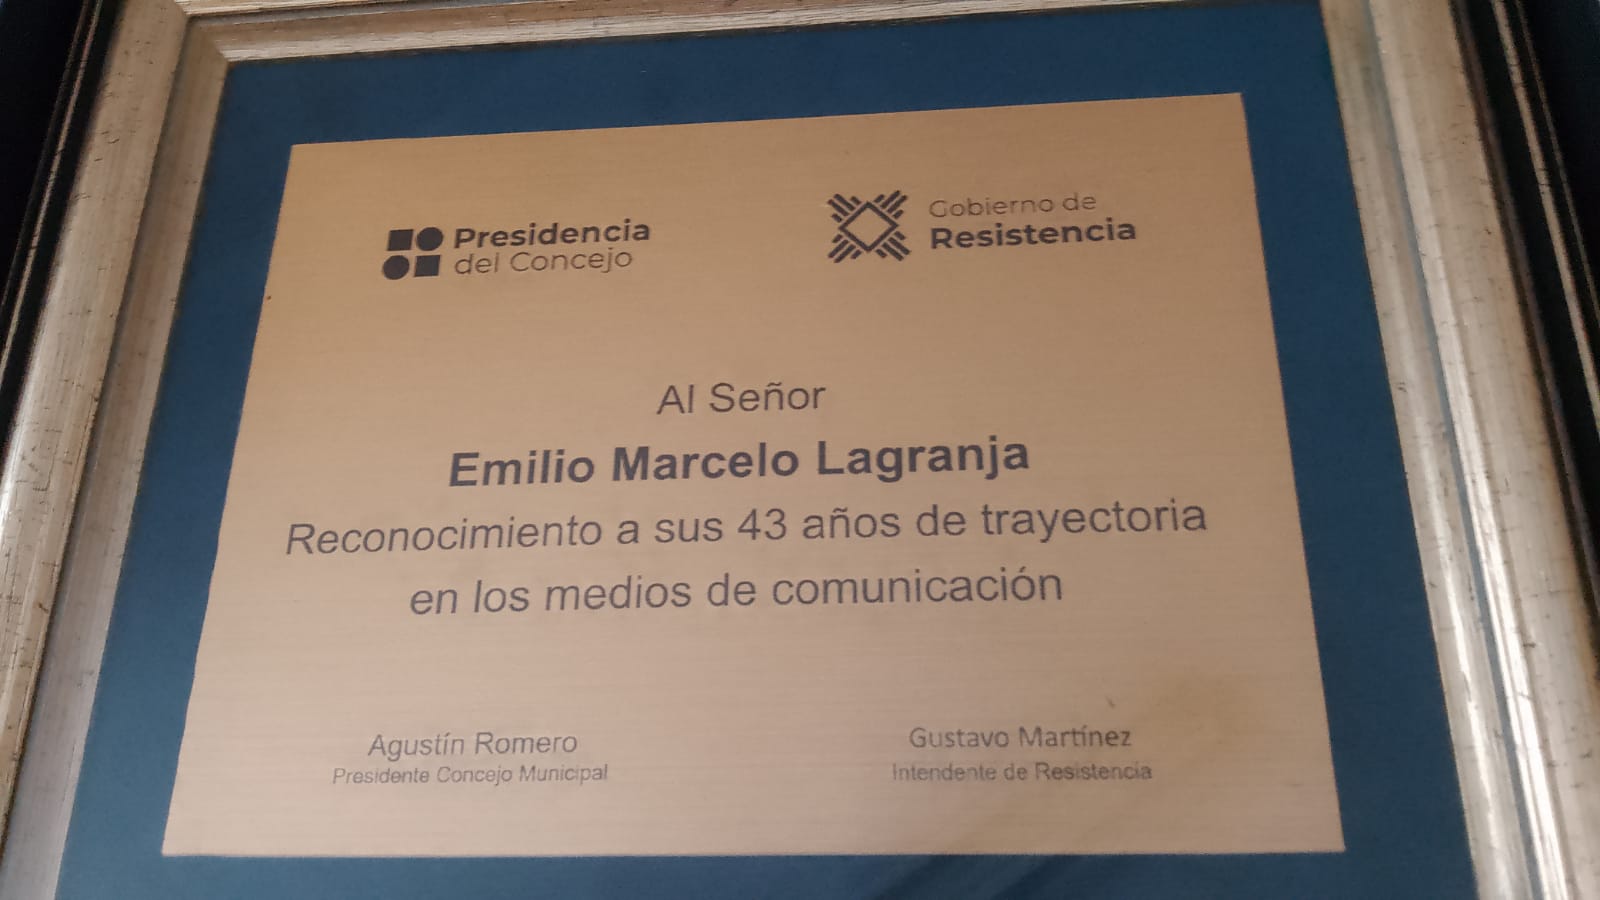 Presidencia
del Concejo
Gobierno de
Resistencia
Al Señor
Emilio Marcelo Lagranja
Reconocimiento a sus 43 años de trayectoria
en los medios de comunicación
Agustín Romero
Presidente Concejo Municipal
Gustavo Martínez
Intendente de Resistencia